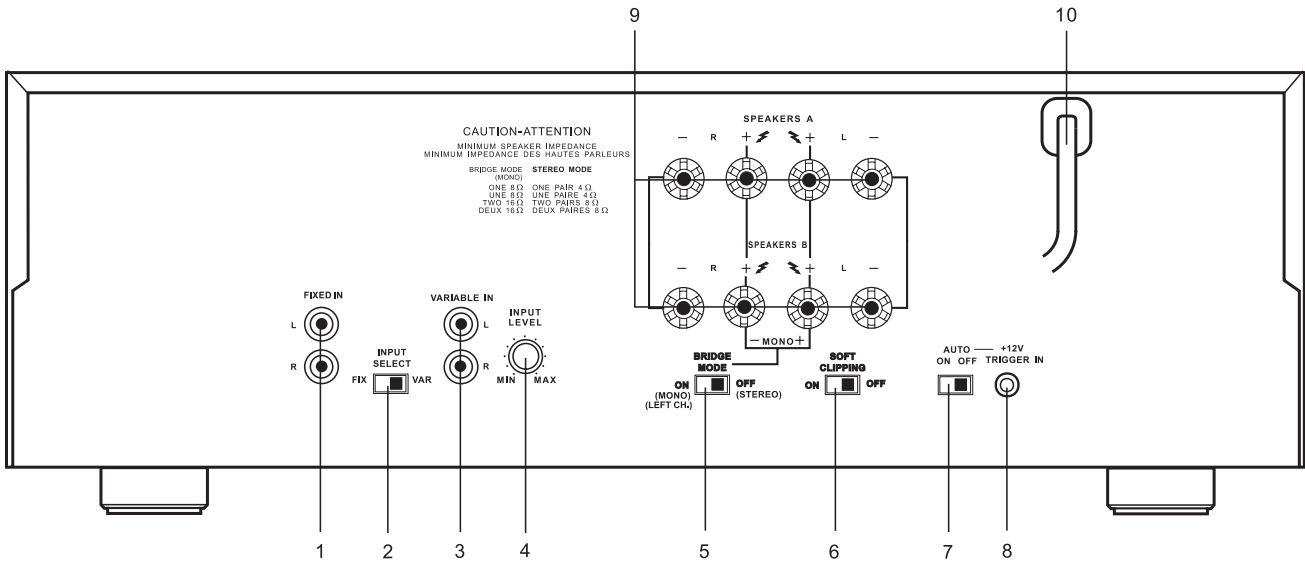 9 10
CAUTION-ATTENTION
MINIMUM SPEAKER IMPEDANCE
MINIMUM IMPEDANCE DES HAUTES PARLEURS
BRIDGE MODE STEREO MODE
(MONO)
ONE 8Ω ONE PAIR 4Ω
UNE 8Ω UNE PAIRE 4Ω
TWO 16Ω TWO PAIRS 8Ω
DEUX 16Ω DEUX PAIRES 8Ω
SPEAKERS A
− R + + L −
SPEAKERS B
− R + + L −
− MONO +
FIXED IN
L
R
INPUT
SELECT
FIX VAR
VARIABLE IN
L
R
INPUT
LEVEL
MIN MAX
BRIDGE
MODE
ON OFF
(MONO) (STEREO)
(LEFT CH.)
SOFT
CLIPPING
ON OFF
AUTO +12V
ON OFF TRIGGER IN
1 2 3 4 5 6 7 8